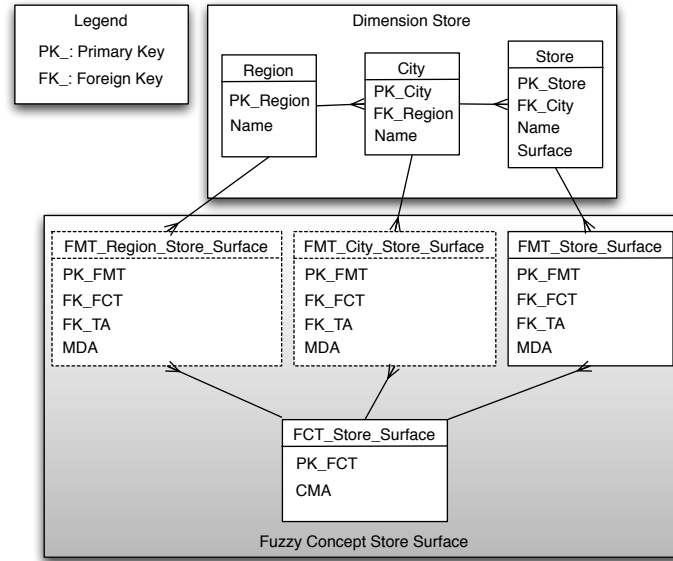 Legend
PK_: Primary Key
FK_: Foreign Key
Dimension Store
Region
PK_Region
Name
City
PK_City
FK_Region
Name
Store
PK_Store
FK_City
Name
Surface
FMT_Region_Store_Surface
PK_FMT
FK_FCT
FK_TA
MDA
FMT_City_Store_Surface
PK_FMT
FK_FCT
FK_TA
MDA
FMT_Store_Surface
PK_FMT
FK_FCT
FK_TA
MDA
FCT_Store_Surface
PK_FCT
CMA
Fuzzy Concept Store Surface